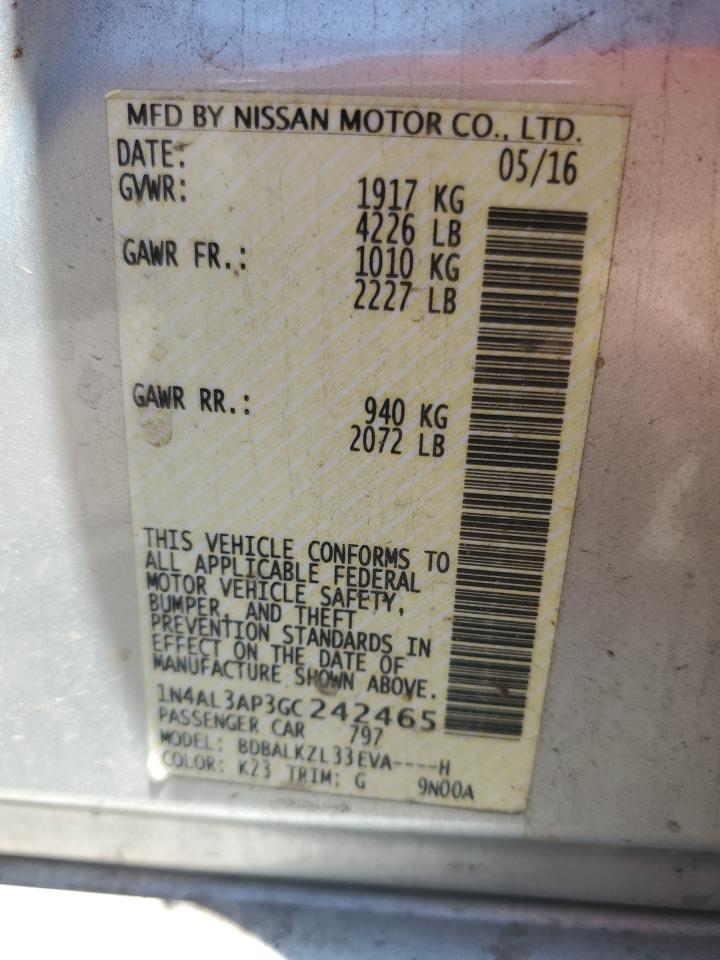 MFD BY NISSAN MOTOR CO., LTD.
DATE: 05/16
GVWR: 1917 KG
4226 LB
GAWR FR.: 1010 KG
2227 LB
GAWR RR.: 940 KG
2072 LB
THIS VEHICLE CONFORMS TO
ALL APPLICABLE FEDERAL
MOTOR VEHICLE SAFETY,
BUMPER, AND THEFT
PREVENTION STANDARDS IN
EFFECT ON THE DATE OF
MANUFACTURE SHOWN ABOVE.
1N4AL3AP3GC242465
PASSENGER CAR 797
MODEL: BDBALKZL33EVA----H
COLOR: K23 TRIM: G 9N00A